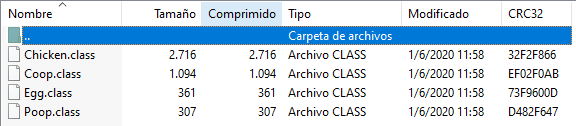 Nombre Tamaño Comprimido Tipo Modificado CRC32
.. Carpeta de archivos
Chicken.class 2.716 2.716 Archivo CLASS 1/6/2020 11:58 32F2F866
Coop.class 1.094 1.094 Archivo CLASS 1/6/2020 11:58 EF02F0AB
Egg.class 361 361 Archivo CLASS 1/6/2020 11:58 73F9600D
Poop.class 307 307 Archivo CLASS 1/6/2020 11:58 D482F647